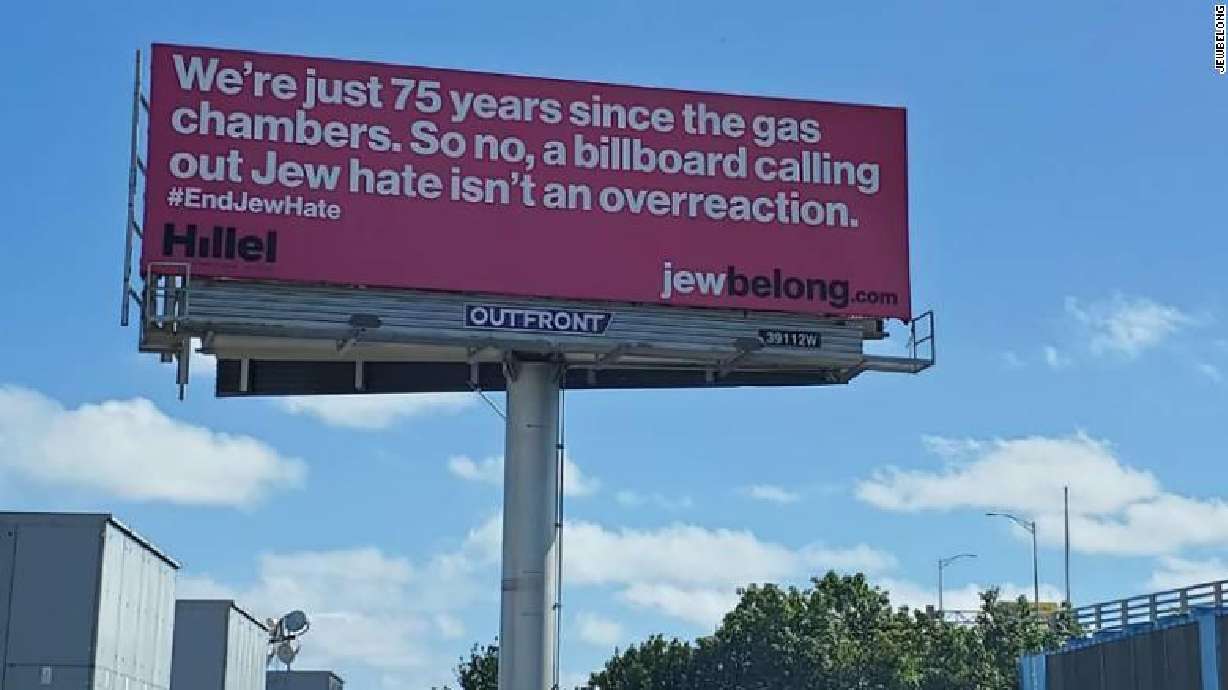 We're just 75 years since the gas
chambers. So no, a billboard calling
out Jew hate isn't an overreaction.
#EndJewHate
Hillel
jewbelong.com
OUTFRONT
39112W
JEWBELONG